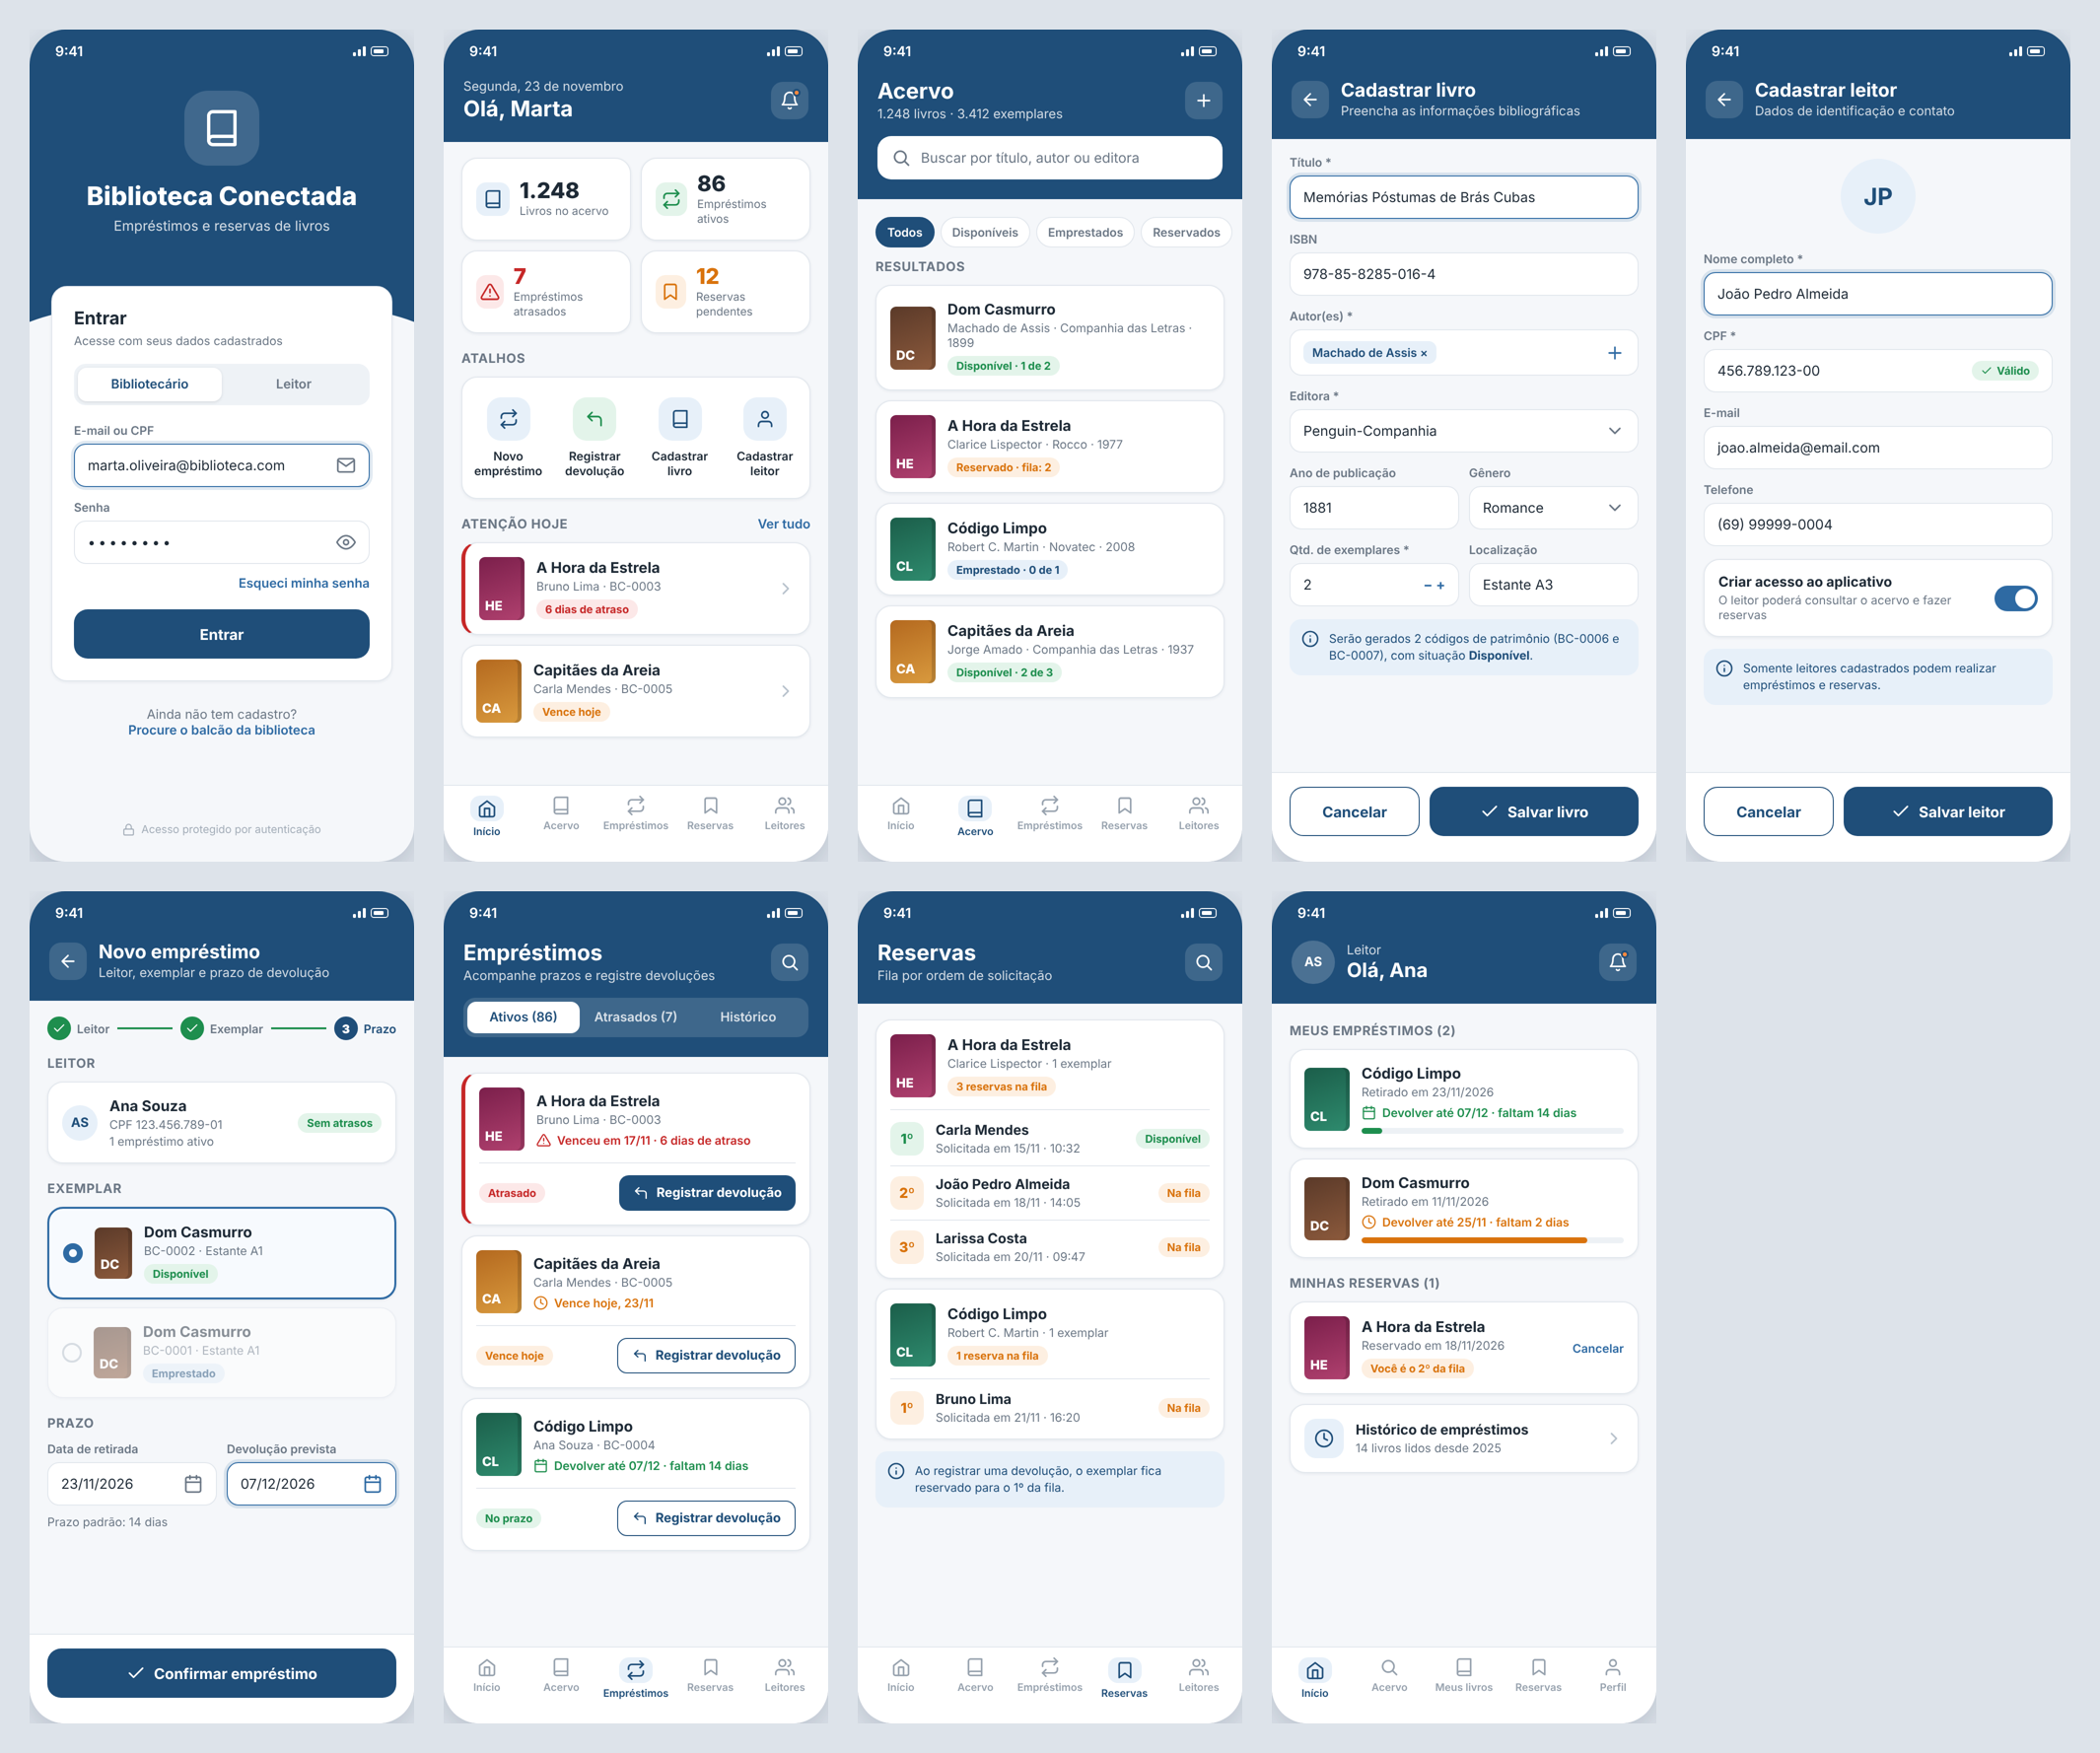 9:41
Biblioteca Conectada
Empréstimos e reservas de livros
Entrar
Acesse com seus dados cadastrados
Bibliotecário
Leitor
E-mail ou CPF
marta.oliveira@biblioteca.com
Senha
••••••••
Esqueci minha senha
Entrar
Ainda não tem cadastro?
Procure o balcão da biblioteca
Acesso protegido por autenticação
9:41
Segunda, 23 de novembro
Olá, Marta
1.248
Livros no acervo
86
Empréstimos
ativos
7
Empréstimos
atrasados
12
Reservas
pendentes
ATALHOS
Novo
empréstimo
Registrar
devolução
Cadastrar
livro
Cadastrar
leitor
ATENÇÃO HOJE
Ver tudo
HE
A Hora da Estrela
Bruno Lima · BC-0003
6 dias de atraso
CA
Capitães da Areia
Carla Mendes · BC-0005
Vence hoje
Início
Acervo
Empréstimos
Reservas
Leitores
9:41
Acervo
1.248 livros · 3.412 exemplares
Buscar por título, autor ou editora
Todos
Disponíveis
Emprestados
Reservados
RESULTADOS
DC
Dom Casmurro
Machado de Assis · Companhia das Letras ·
1899
Disponível · 1 de 2
HE
A Hora da Estrela
Clarice Lispector · Rocco · 1977
Reservado · fila: 2
CL
Código Limpo
Robert C. Martin · Novatec · 2008
Emprestado · 0 de 1
CA
Capitães da Areia
Jorge Amado · Companhia das Letras · 1937
Disponível · 2 de 3
Início
Acervo
Empréstimos
Reservas
Leitores
9:41
Cadastrar livro
Preencha as informações bibliográficas
Título *
Memórias Póstumas de Brás Cubas
ISBN
978-85-8285-016-4
Autor(es) *
Machado de Assis ×
Editora *
Penguin-Companhia
Ano de publicação
1881
Gênero
Romance
Qtd. de exemplares *
2
− +
Localização
Estante A3
Serão gerados 2 códigos de patrimônio (BC-0006 e
BC-0007), com situação Disponível.
Cancelar
Salvar livro
9:41
Cadastrar leitor
Dados de identificação e contato
JP
Nome completo *
João Pedro Almeida
CPF *
456.789.123-00
Válido
E-mail
joao.almeida@email.com
Telefone
(69) 99999-0004
Criar acesso ao aplicativo
O leitor poderá consultar o acervo e fazer
reservas
Somente leitores cadastrados podem realizar
empréstimos e reservas.
Cancelar
Salvar leitor
9:41
Novo empréstimo
Leitor, exemplar e prazo de devolução
Leitor
Exemplar
3
Prazo
LEITOR
AS
Ana Souza
CPF 123.456.789-01
1 empréstimo ativo
Sem atrasos
EXEMPLAR
DC
Dom Casmurro
BC-0002 · Estante A1
Disponível
DC
Dom Casmurro
BC-0001 · Estante A1
Emprestado
PRAZO
Data de retirada
23/11/2026
Devolução prevista
07/12/2026
Prazo padrão: 14 dias
Confirmar empréstimo
9:41
Empréstimos
Acompanhe prazos e registre devoluções
Ativos (86)
Atrasados (7)
Histórico
HE
A Hora da Estrela
Bruno Lima · BC-0003
Venceu em 17/11 · 6 dias de atraso
Atrasado
Registrar devolução
CA
Capitães da Areia
Carla Mendes · BC-0005
Vence hoje, 23/11
Vence hoje
Registrar devolução
CL
Código Limpo
Ana Souza · BC-0004
Devolver até 07/12 · faltam 14 dias
No prazo
Registrar devolução
Início
Acervo
Empréstimos
Reservas
Leitores
9:41
Reservas
Fila por ordem de solicitação
HE
A Hora da Estrela
Clarice Lispector · 1 exemplar
3 reservas na fila
1º
Carla Mendes
Solicitada em 15/11 · 10:32
Disponível
2º
João Pedro Almeida
Solicitada em 18/11 · 14:05
Na fila
3º
Larissa Costa
Solicitada em 20/11 · 09:47
Na fila
CL
Código Limpo
Robert C. Martin · 1 exemplar
1 reserva na fila
1º
Bruno Lima
Solicitada em 21/11 · 16:20
Na fila
Ao registrar uma devolução, o exemplar fica
reservado para o 1º da fila.
Início
Acervo
Empréstimos
Reservas
Leitores
9:41
AS
Leitor
Olá, Ana
MEUS EMPRÉSTIMOS (2)
CL
Código Limpo
Retirado em 23/11/2026
Devolver até 07/12 · faltam 14 dias
DC
Dom Casmurro
Retirado em 11/11/2026
Devolver até 25/11 · faltam 2 dias
MINHAS RESERVAS (1)
HE
A Hora da Estrela
Reservado em 18/11/2026
Você é o 2º da fila
Cancelar
Histórico de empréstimos
14 livros lidos desde 2025
Início
Acervo
Meus livros
Reservas
Perfil